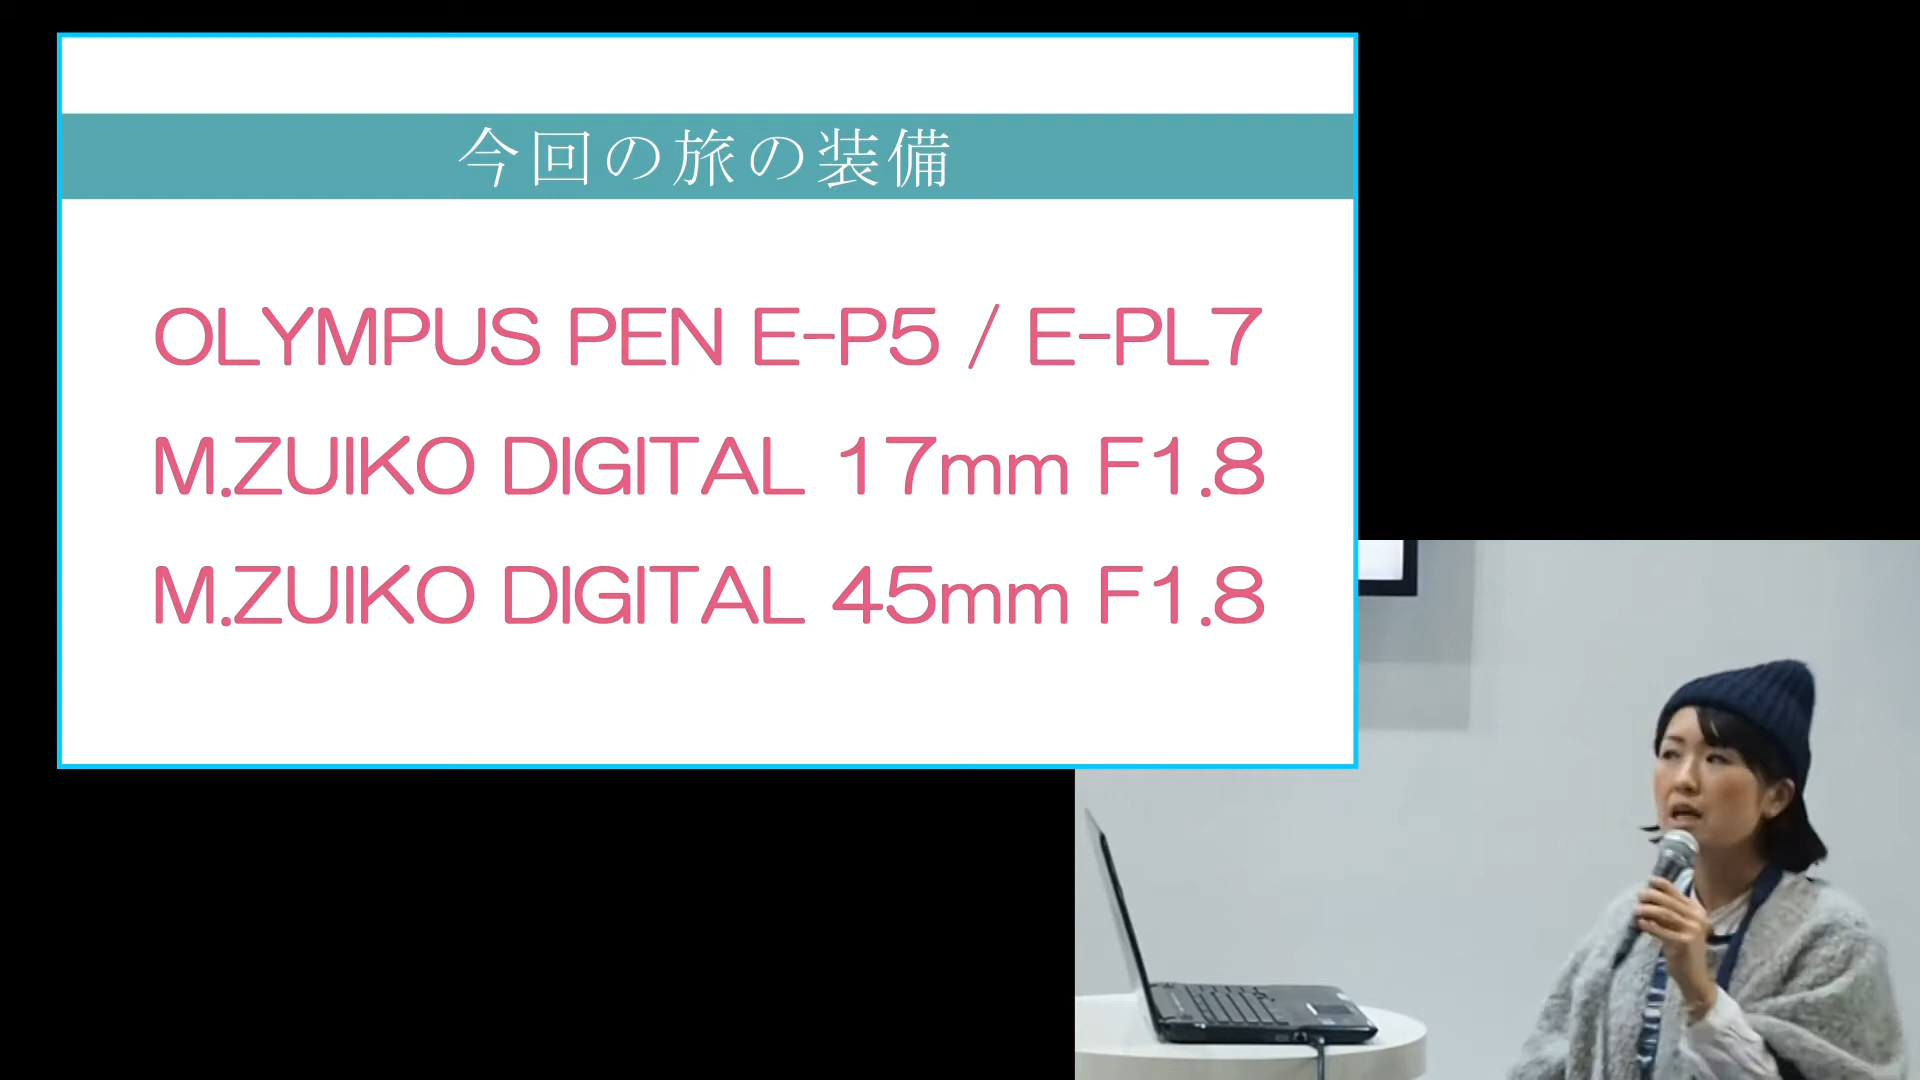 今回の旅の装備
OLYMPUS PEN E-P5 / E-PL7
M.ZUIKO DIGITAL 17mm F1.8
M.ZUIKO DIGITAL 45mm F1.8